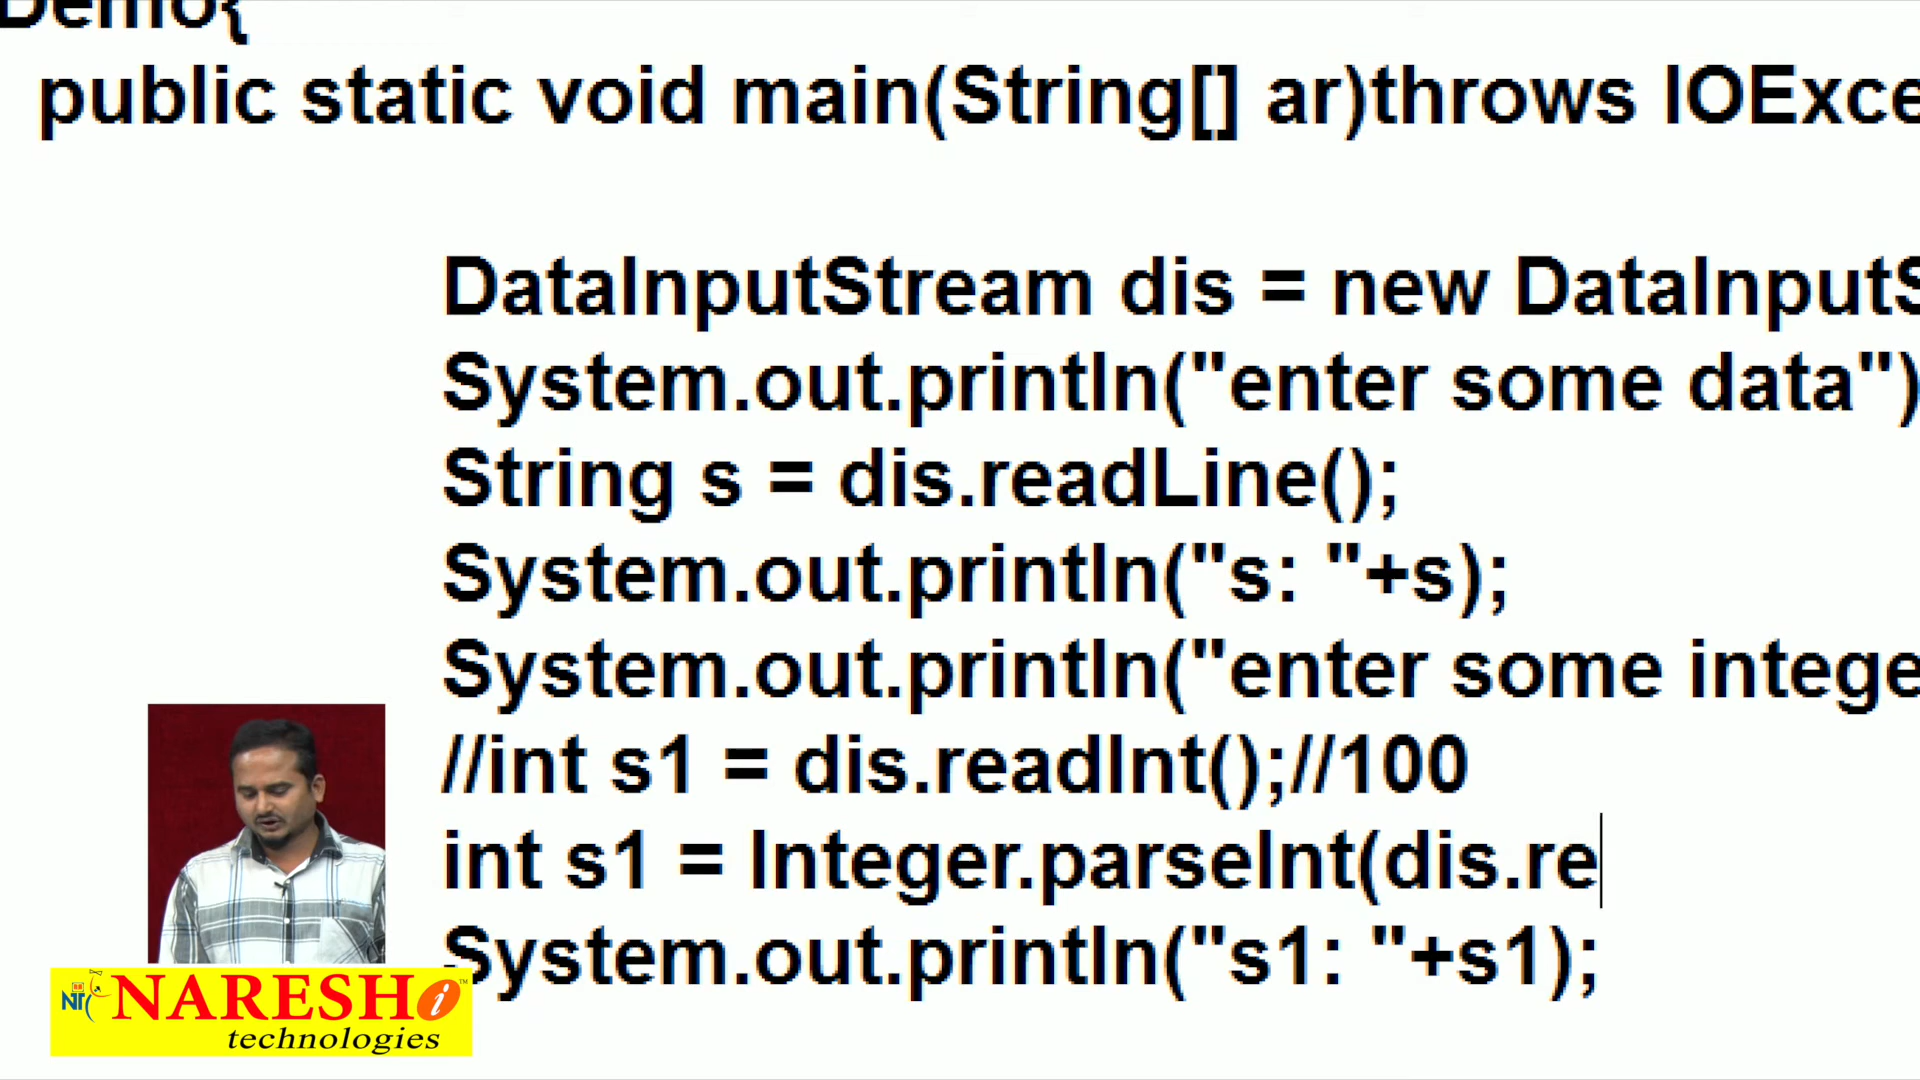 Demo{
public static void main(String[] ar)throws IOExce
DataInputStream dis = new DataInputS
System.out.println("enter some data")
String s = dis.readLine();
System.out.println("s: "+s);
System.out.println("enter some intege
//int s1 = dis.readInt();//100
int s1 = Integer.parseInt(dis.re
System.out.println("s1: "+s1);
NARESH i ™
technologies